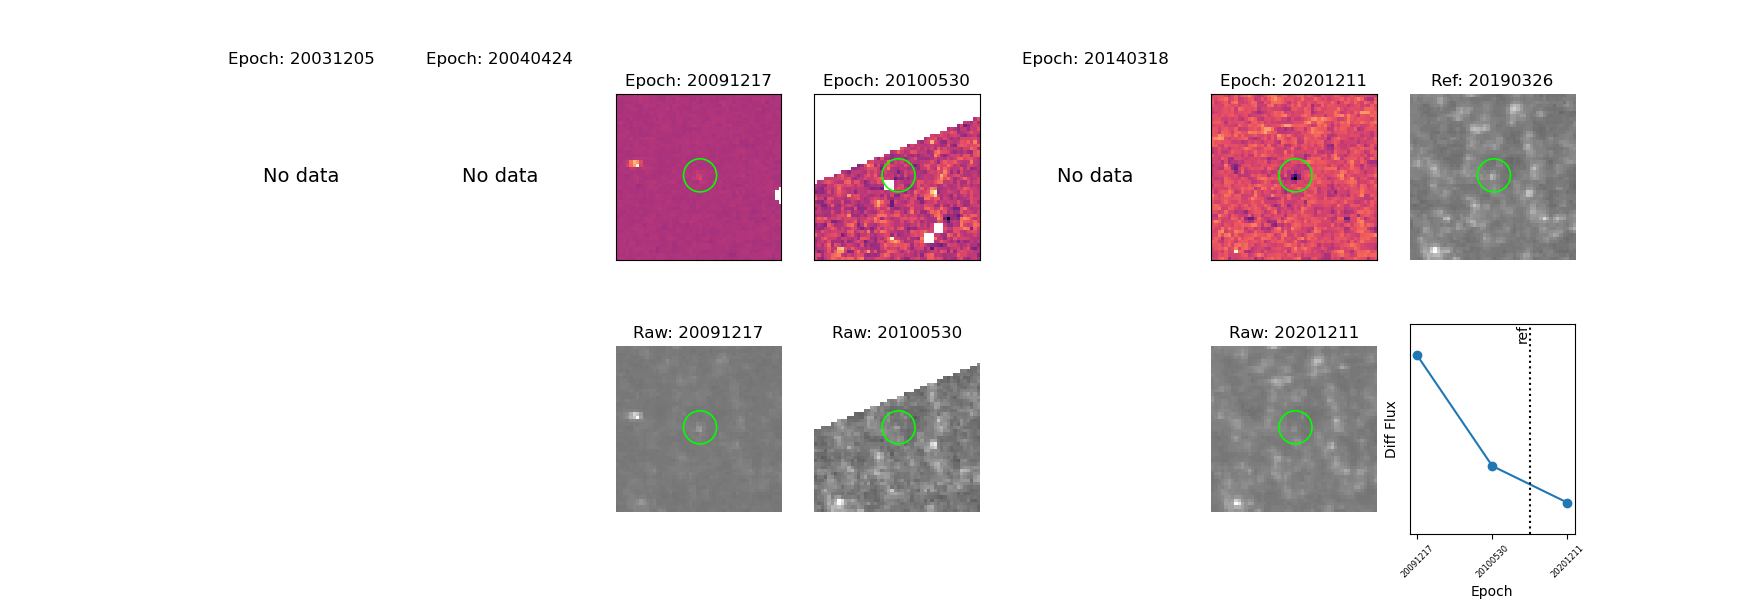 Epoch: 20031205
Epoch: 20040424
Epoch: 20091217
Epoch: 20100530
Epoch: 20140318
Epoch: 20201211
Ref: 20190326
No data
No data
No data
Raw: 20091217
Raw: 20100530
Raw: 20201211
ref
Diff Flux
20091217
20100530
20201211
Epoch